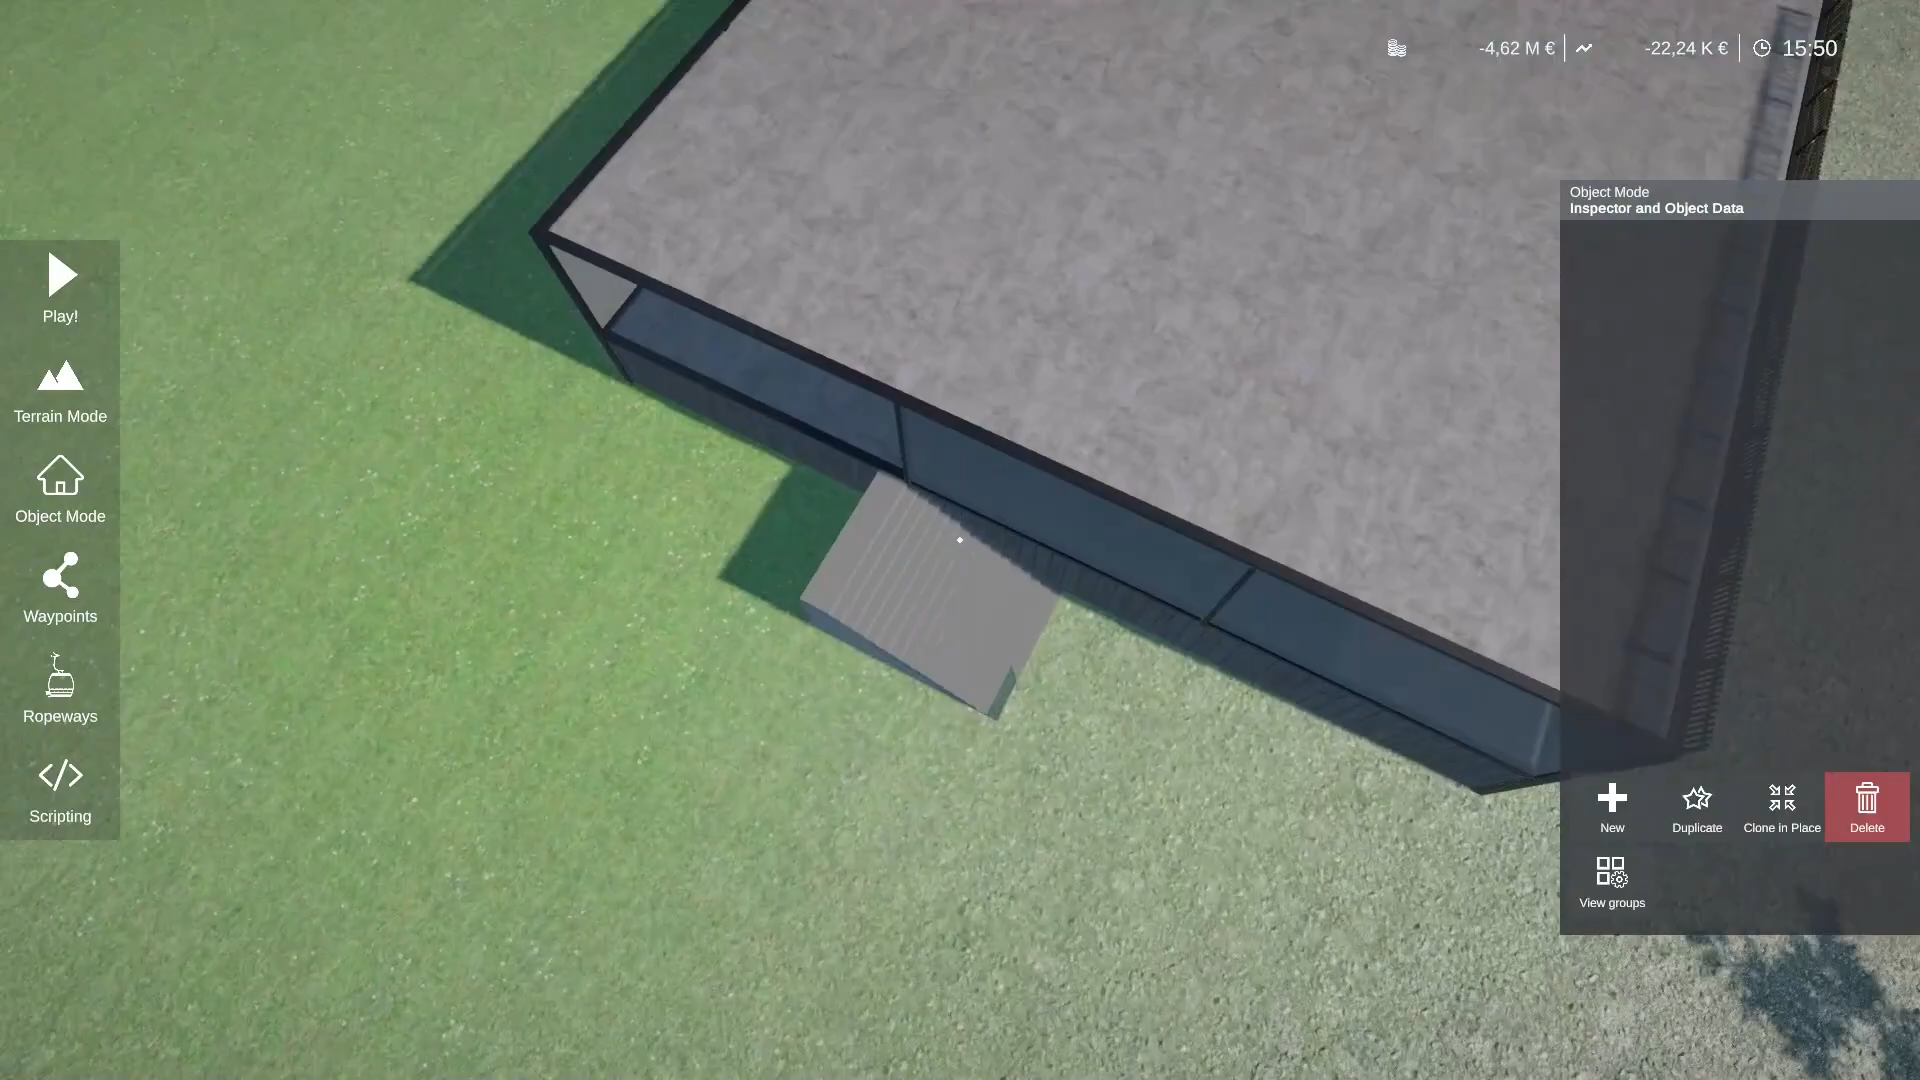 -4,62 M €
-22,24 K €
15:50
Object Mode
Inspector and Object Data
Play!
Terrain Mode
Object Mode
Waypoints
Ropeways
Scripting
New
Duplicate
Clone in Place
Delete
View groups